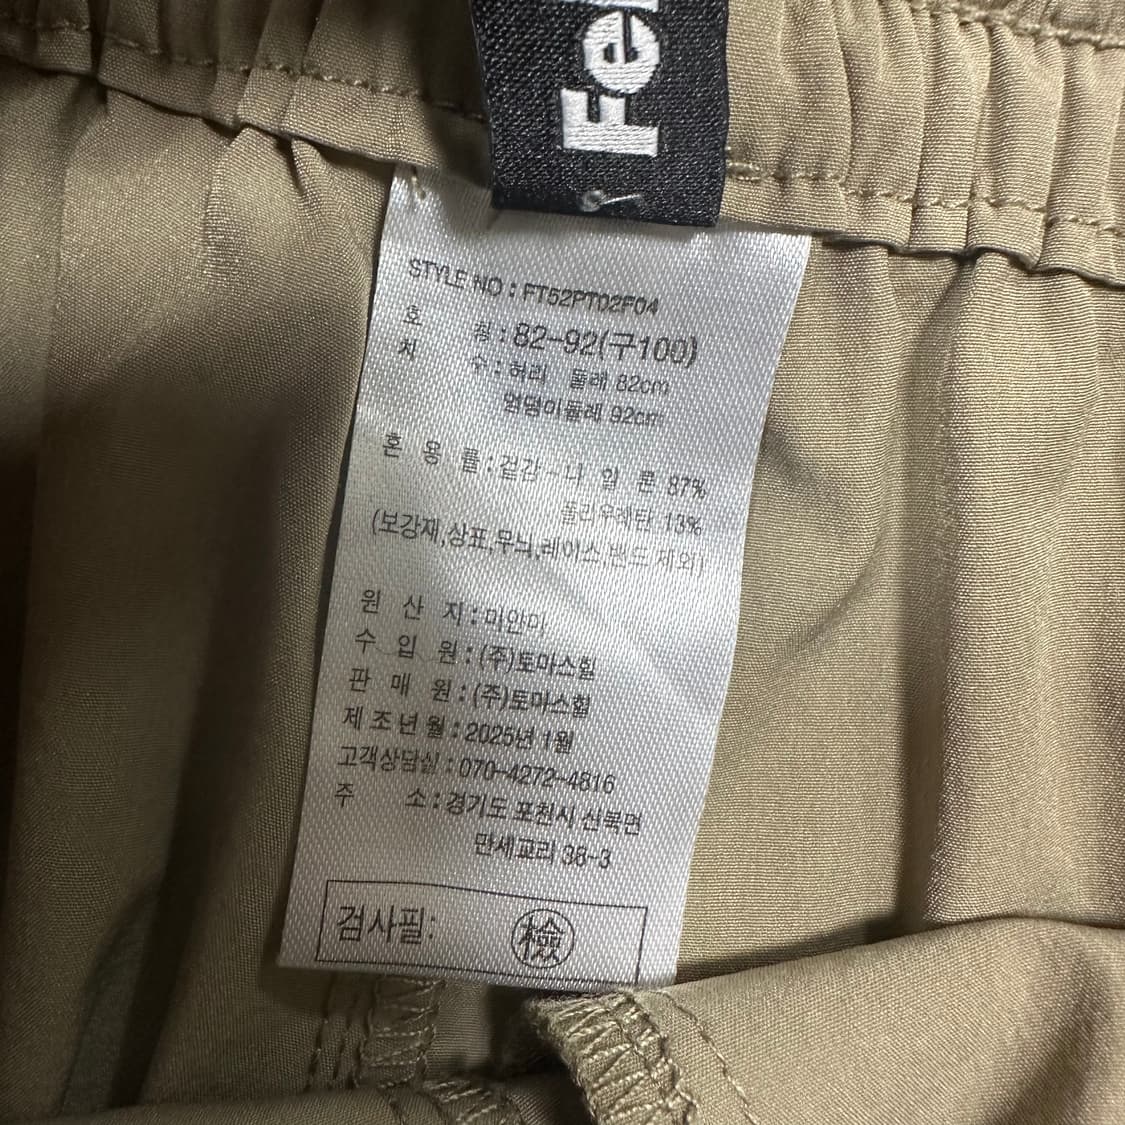 Fe
STYLE NO : FT52PT02F04
호 칭 : 82-92(구100)
치 수 : 허리 둘레 82cm
엉덩이둘레 92cm
혼 용 률 : 겉감-나 일 론 87%
폴리우레탄 13%
(보강재,상표,무늬,레이스,밴드 제외)
원 산 지 : 미얀마
수 입 원 : (주)토마스힐
판 매 원 : (주)토마스힐
제 조 년 월 : 2025년 1월
고객상담실 : 070-4272-4816
주 소 : 경기도 포천시 신북면
만세교리 38-3
검사필: 檢